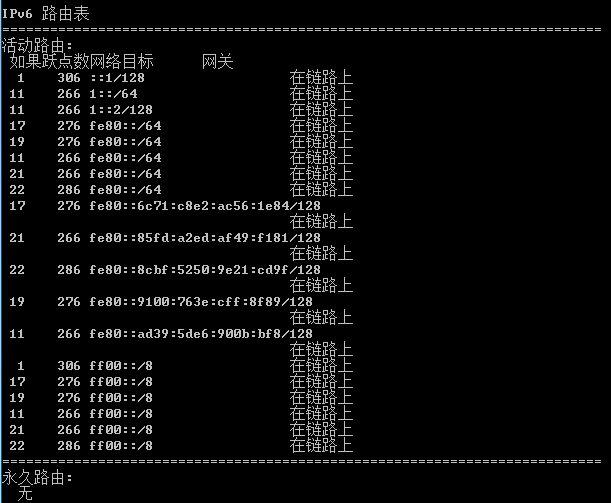 IPv6 路由表
===========================================================================
活动路由:
 如果跃点数网络目标      网关
  1    306 ::1/128                  在链路上
 11    266 1::/64                   在链路上
 11    266 1::2/128                 在链路上
 17    276 fe80::/64                在链路上
 19    276 fe80::/64                在链路上
 11    266 fe80::/64                在链路上
 21    266 fe80::/64                在链路上
 22    286 fe80::/64                在链路上
 17    276 fe80::6c71:c8e2:ac56:1e84/128
                                    在链路上
 21    266 fe80::85fd:a2ed:af49:f181/128
                                    在链路上
 22    286 fe80::8cbf:5250:9e21:cd9f/128
                                    在链路上
 19    276 fe80::9100:763e:cff:8f89/128
                                    在链路上
 11    266 fe80::ad39:5de6:900b:bf8/128
                                    在链路上
  1    306 ff00::/8                 在链路上
 17    276 ff00::/8                 在链路上
 19    276 ff00::/8                 在链路上
 11    266 ff00::/8                 在链路上
 21    266 ff00::/8                 在链路上
 22    286 ff00::/8                 在链路上
===========================================================================
永久路由:
  无